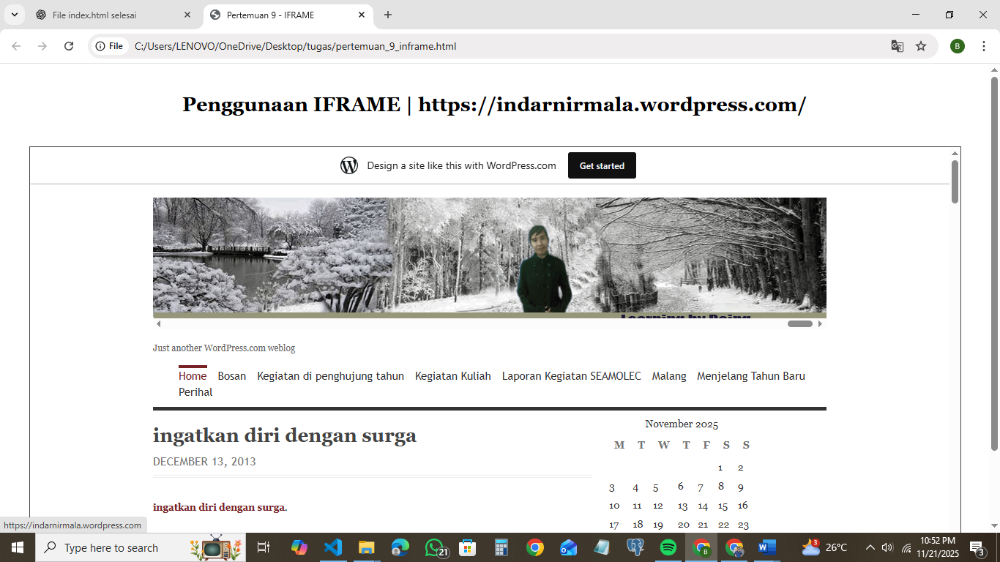 File index.html selesai
Pertemuan 9 - IFRAME
File C:/Users/LENOVO/OneDrive/Desktop/tugas/pertemuan_9_inframe.html
B
Penggunaan IFRAME | https://indarnirmala.wordpress.com/
Design a site like this with WordPress.com Get started
Learning by Doing
Just another WordPress.com weblog
Home Bosan Kegiatan di penghujung tahun Kegiatan Kuliah Laporan Kegiatan SEAMOLEC Malang Menjelang Tahun Baru
Perihal
ingatkan diri dengan surga
DECEMBER 13, 2013
ingatkan diri dengan surga.
November 2025
M T W T F S S
1 2
3 4 5 6 7 8 9
10 11 12 13 14 15 16
17 18 19 20 21 22 23
https://indarnirmala.wordpress.com
Type here to search
21
B
3
26°C
10:52 PM
11/21/2025
3